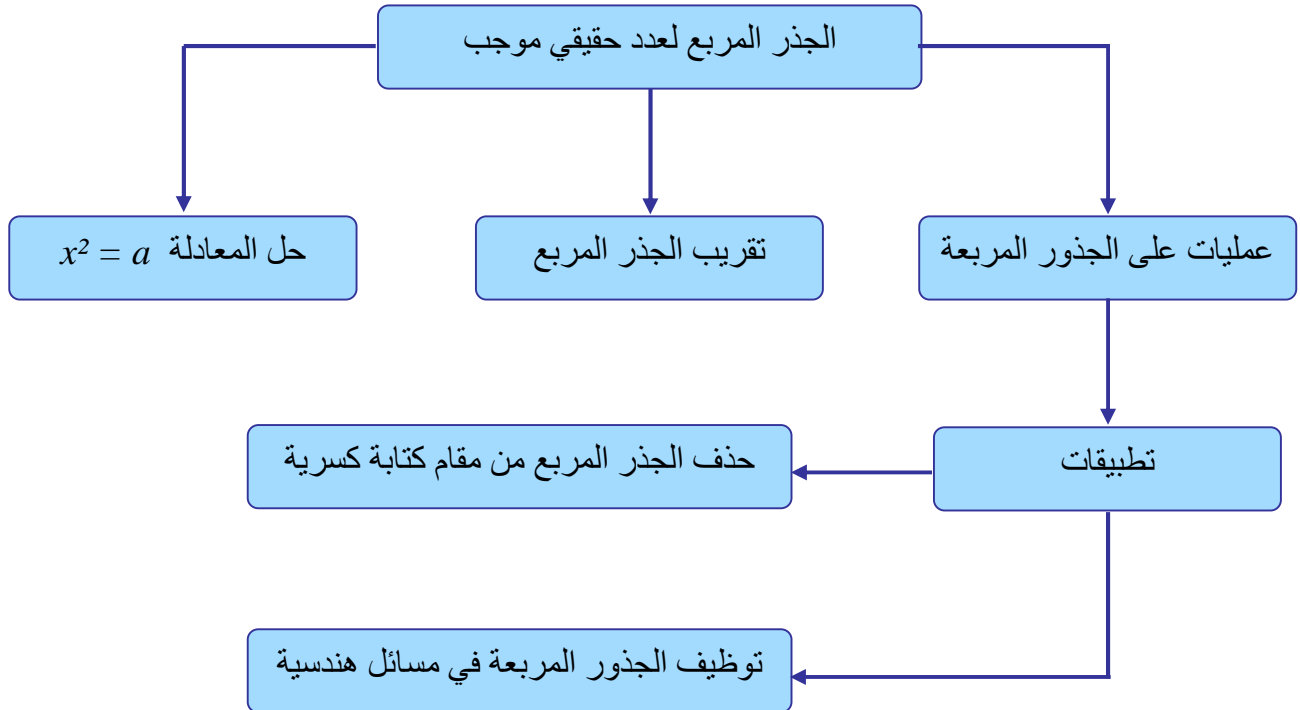 الجذر المربع لعدد حقيقي موجب
عمليات على الجذور المربعة
تقريب الجذر المربع
حل المعادلة x² = a
تطبيقات
حذف الجذر المربع من مقام كتابة كسرية
توظيف الجذور المربعة في مسائل هندسية